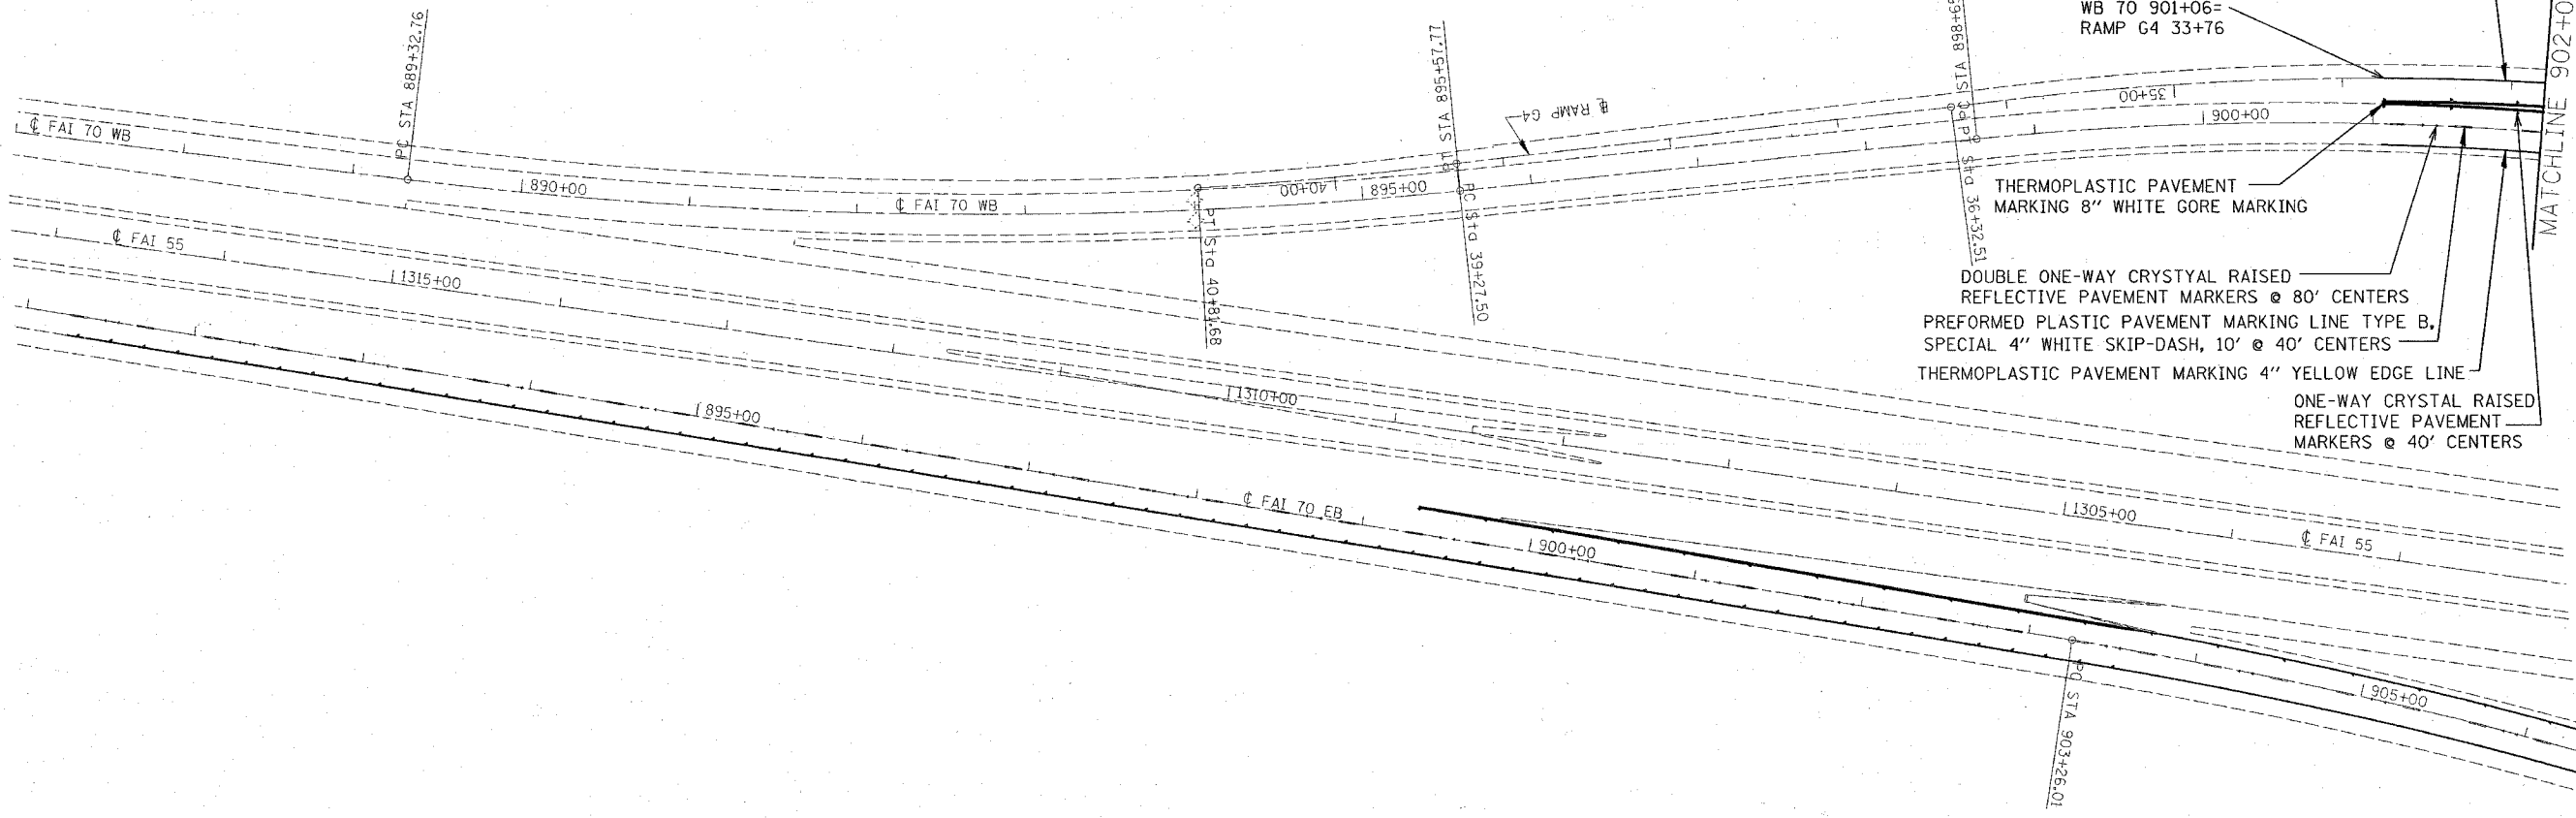 PC STA 889+32.76
℄ FAI 70 WB
890+00
℄ FAI 70 WB
PT Sta 40+81.68
40+00
895+00
PT STA 895+57.77
PC Sta 39+27.50
℄ RAMP G4
PT Sta 36+32.51
35+00
900+00
WB 70 901+06=
RAMP G4 33+76
THERMOPLASTIC PAVEMENT
MARKING 8" WHITE GORE MARKING
DOUBLE ONE-WAY CRYSTYAL RAISED
REFLECTIVE PAVEMENT MARKERS @ 80' CENTERS
PREFORMED PLASTIC PAVEMENT MARKING LINE TYPE B,
SPECIAL 4" WHITE SKIP-DASH, 10' @ 40' CENTERS
THERMOPLASTIC PAVEMENT MARKING 4" YELLOW EDGE LINE
ONE-WAY CRYSTAL RAISED
REFLECTIVE PAVEMENT
MARKERS @ 40' CENTERS
℄ FAI 55
1315+00
1310+00
1305+00
℄ FAI 55
895+00
℄ FAI 70 EB
900+00
PC STA 903+26.01
905+00